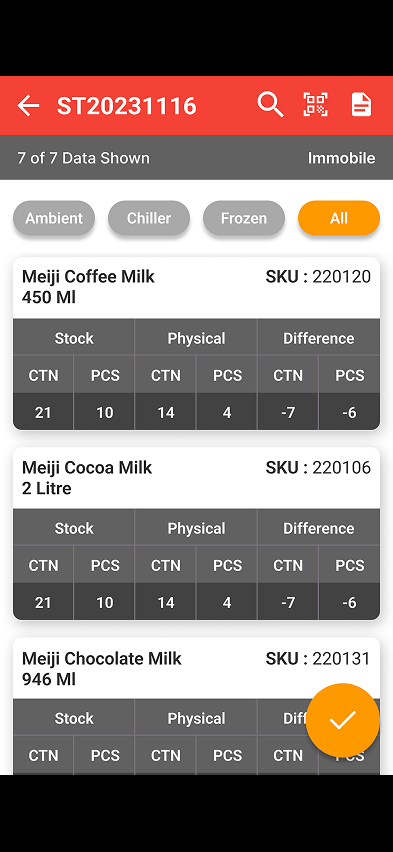 ST20231116
7 of 7 Data Shown Immobile
Ambient Chiller Frozen All
Meiji Coffee Milk SKU : 220120
450 Ml
Stock Physical Difference
CTN PCS CTN PCS CTN PCS
21 10 14 4 -7 -6
Meiji Cocoa Milk SKU : 220106
2 Litre
Stock Physical Difference
CTN PCS CTN PCS CTN PCS
21 10 14 4 -7 -6
Meiji Chocolate Milk SKU : 220131
946 Ml
Stock Physical Diff
CTN PCS CTN PCS CTN PCS